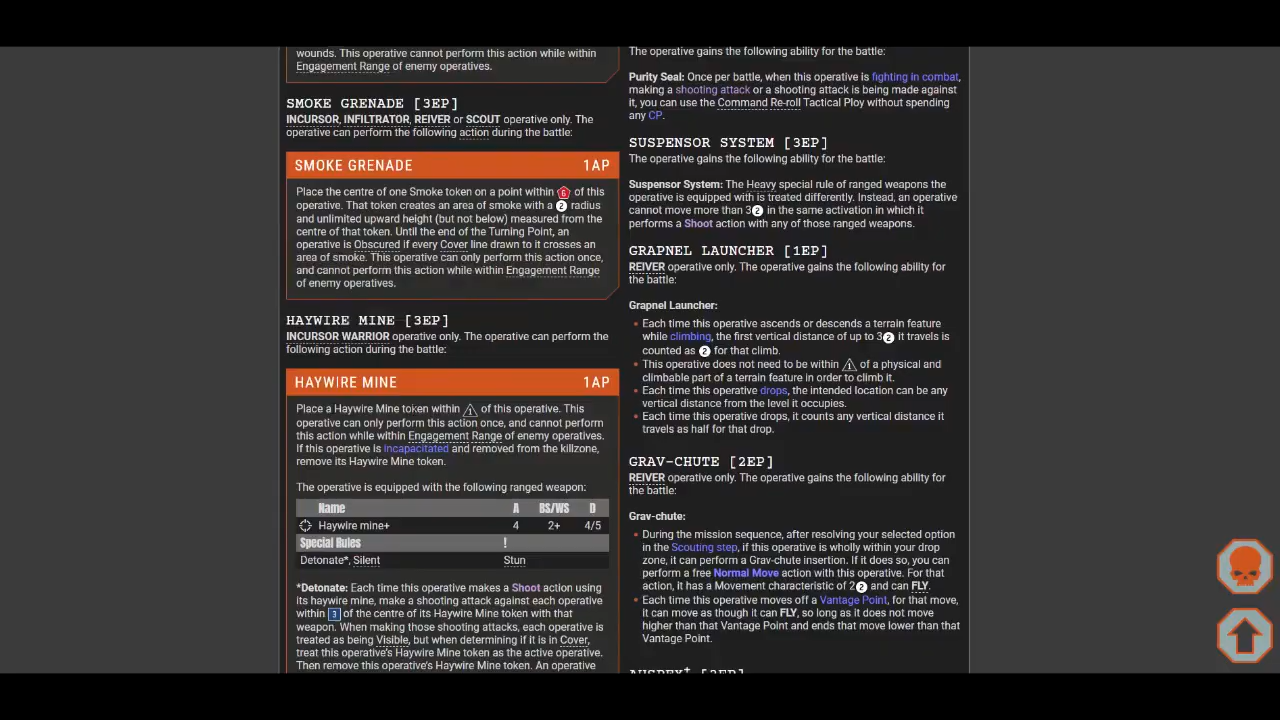 wounds. This operative cannot perform this action while within
Engagement Range of enemy operatives.
SMOKE GRENADE [3EP]
INCURSOR, INFILTRATOR, REIVER or SCOUT operative only. The
operative can perform the following action during the battle:
SMOKE GRENADE 1AP
Place the centre of one Smoke token on a point within 6 of this
operative. That token creates an area of smoke with a 2 radius
and unlimited upward height (but not below) measured from the
centre of that token. Until the end of the Turning Point, an
operative is Obscured if every Cover line drawn to it crosses an
area of smoke. This operative can only perform this action once,
and cannot perform this action while within Engagement Range
of enemy operatives.
HAYWIRE MINE [3EP]
INCURSOR WARRIOR operative only. The operative can perform the
following action during the battle:
HAYWIRE MINE 1AP
Place a Haywire Mine token within 1 of this operative. This
operative can only perform this action once, and cannot perform
this action while within Engagement Range of enemy operatives.
If this operative is incapacitated and removed from the killzone,
remove its Haywire Mine token.
The operative is equipped with the following ranged weapon:
Name A BS/WS D
Haywire mine+ 4 2+ 4/5
Special Rules !
Detonate*, Silent Stun
*Detonate: Each time this operative makes a Shoot action using
its haywire mine, make a shooting attack against each operative
within 3 of the centre of its Haywire Mine token with that
weapon. When making those shooting attacks, each operative is
treated as being Visible, but when determining if it is in Cover,
treat this operative's Haywire Mine token as the active operative.
Then remove this operative's Haywire Mine token. An operative
The operative gains the following ability for the battle:
Purity Seal: Once per battle, when this operative is fighting in combat,
making a shooting attack or a shooting attack is being made against
it, you can use the Command Re-roll Tactical Ploy without spending
any CP.
SUSPENSOR SYSTEM [3EP]
The operative gains the following ability for the battle:
Suspensor System: The Heavy special rule of ranged weapons the
operative is equipped with is treated differently. Instead, an operative
cannot move more than 32 in the same activation in which it
performs a Shoot action with any of those ranged weapons.
GRAPNEL LAUNCHER [1EP]
REIVER operative only. The operative gains the following ability for
the battle:
Grapnel Launcher:
• Each time this operative ascends or descends a terrain feature
while climbing, the first vertical distance of up to 32 it travels is
counted as 2 for that climb.
• This operative does not need to be within 1 of a physical and
climbable part of a terrain feature in order to climb it.
• Each time this operative drops, the intended location can be any
vertical distance from the level it occupies.
• Each time this operative drops, it counts any vertical distance it
travels as half for that drop.
GRAV-CHUTE [2EP]
REIVER operative only. The operative gains the following ability for
the battle:
Grav-chute:
• During the mission sequence, after resolving your selected option
in the Scouting step, if this operative is wholly within your drop
zone, it can perform a Grav-chute insertion. If it does so, you can
perform a free Normal Move action with this operative. For that
action, it has a Movement characteristic of 22 and can FLY.
• Each time this operative moves off a Vantage Point, for that move,
it can move as though it can FLY, so long as it does not move
higher than that Vantage Point and ends that move lower than that
Vantage Point.